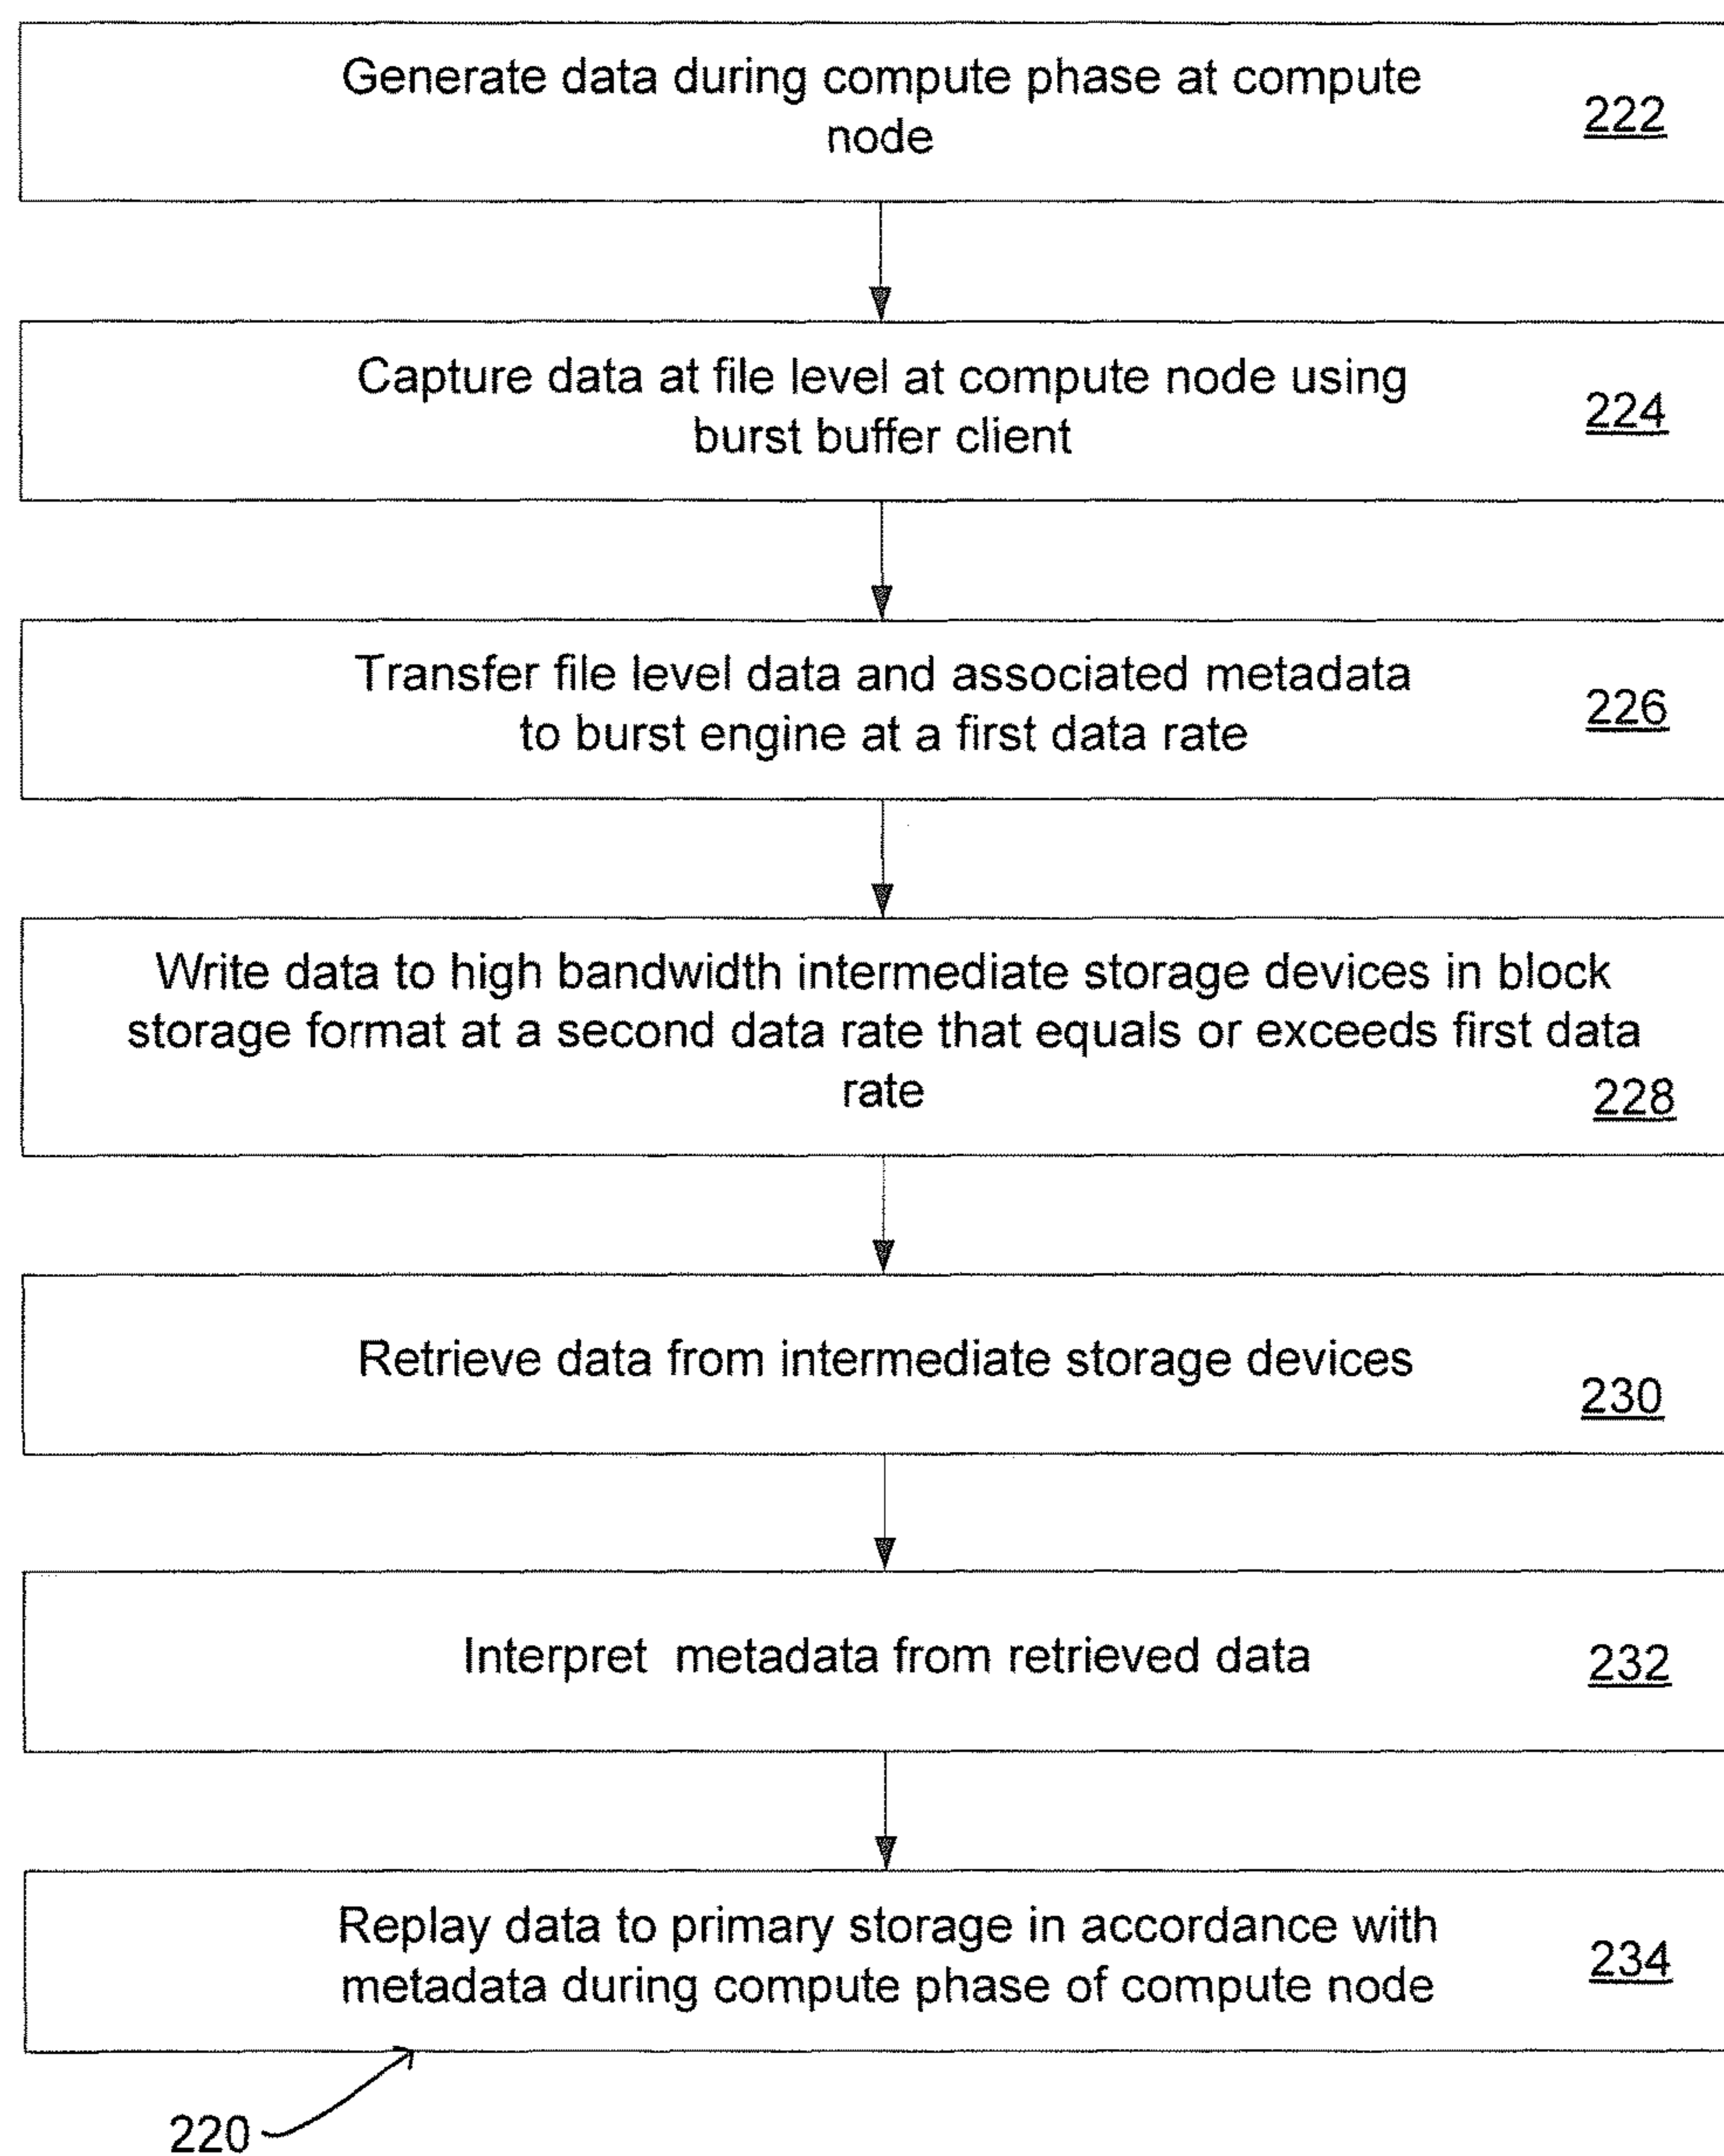 Generate data during compute phase at compute
node
222
Capture data at file level at compute node using
burst buffer client
224
Transfer file level data and associated metadata
to burst engine at a first data rate
226
Write data to high bandwidth intermediate storage devices in block
storage format at a second data rate that equals or exceeds first data
rate
228
Retrieve data from intermediate storage devices
230
Interpret metadata from retrieved data
232
Replay data to primary storage in accordance with
metadata during compute phase of compute node
234
220